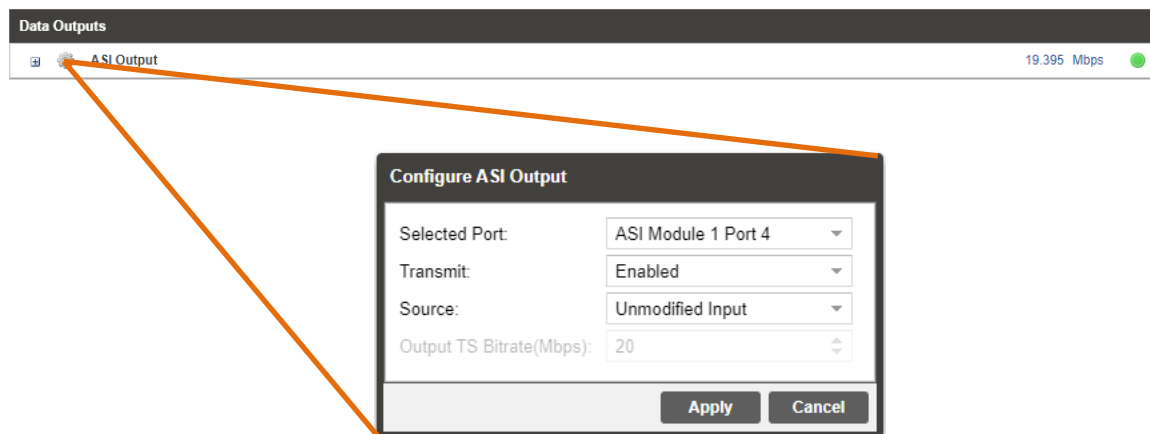 Data Outputs
ASI Output 19.395 Mbps
Configure ASI Output
Selected Port: ASI Module 1 Port 4
Transmit: Enabled
Source: Unmodified Input
Output TS Bitrate(Mbps): 20
Apply Cancel